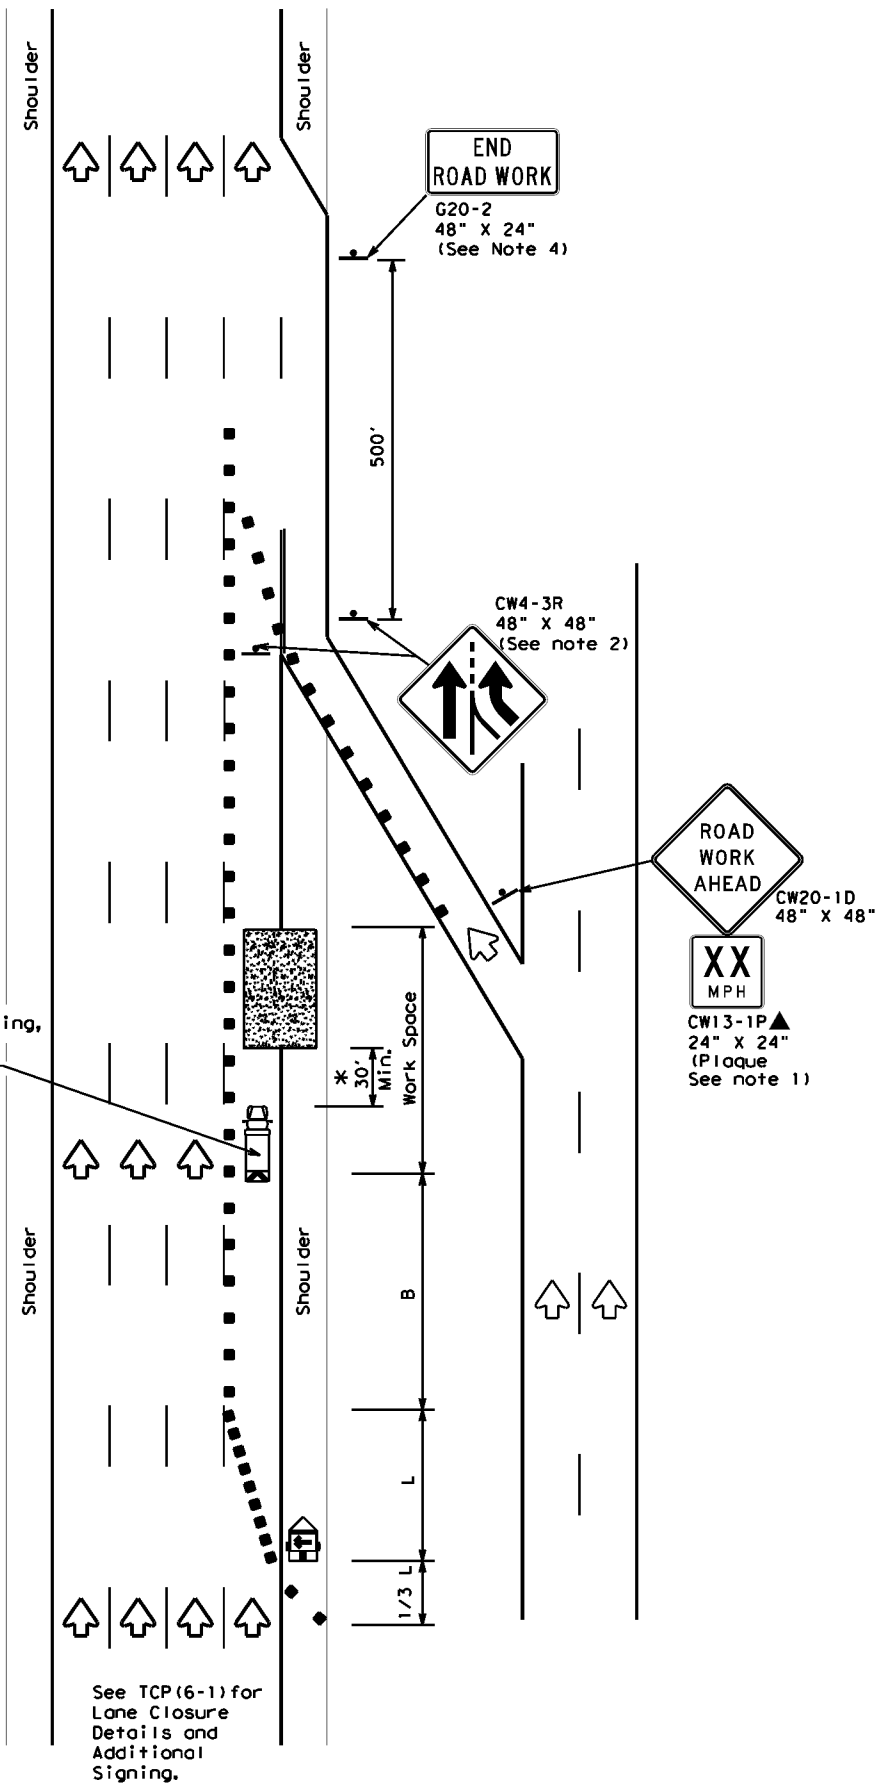 Shoulder
Shoulder
END
ROAD WORK
G20-2
48" X 24"
(See Note 4)
500'
CW4-3R
48" X 48"
(See note 2)
ROAD
WORK
AHEAD
CW20-1D
48" X 48"
XX
MPH
CW13-1P▲
24" X 24"
(Plaque
See note 1)
ing,
*
30'
Min.
Work Space
Shoulder
Shoulder
B
L
1/3 L
See TCP(6-1)for
Lane Closure
Details and
Additional
Signing.